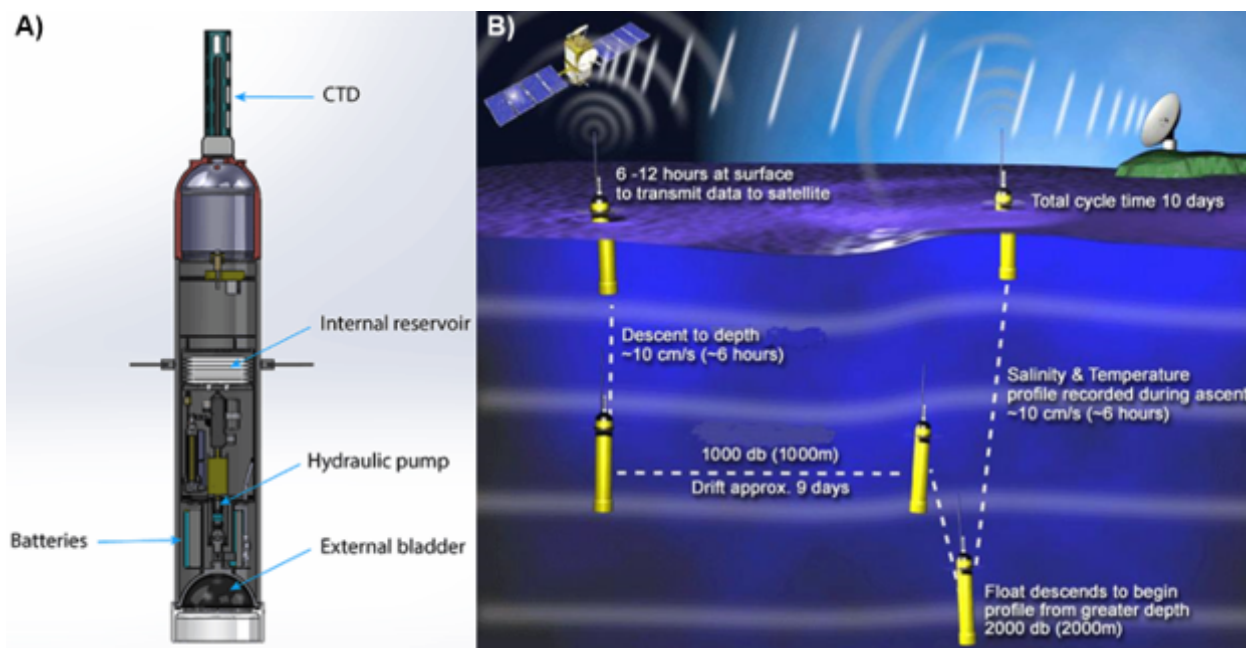 A)
CTD
Internal reservoir
Hydraulic pump
Batteries
External bladder
B)
6 -12 hours at surface
to transmit data to satellite
Total cycle time 10 days
Descent to depth
~10 cm/s (~6 hours)
Salinity & Temperature
profile recorded during ascent
~10 cm/s (~6 hours)
1000 db (1000m)
Drift approx. 9 days
Float descends to begin
profile from greater depth
2000 db (2000m)